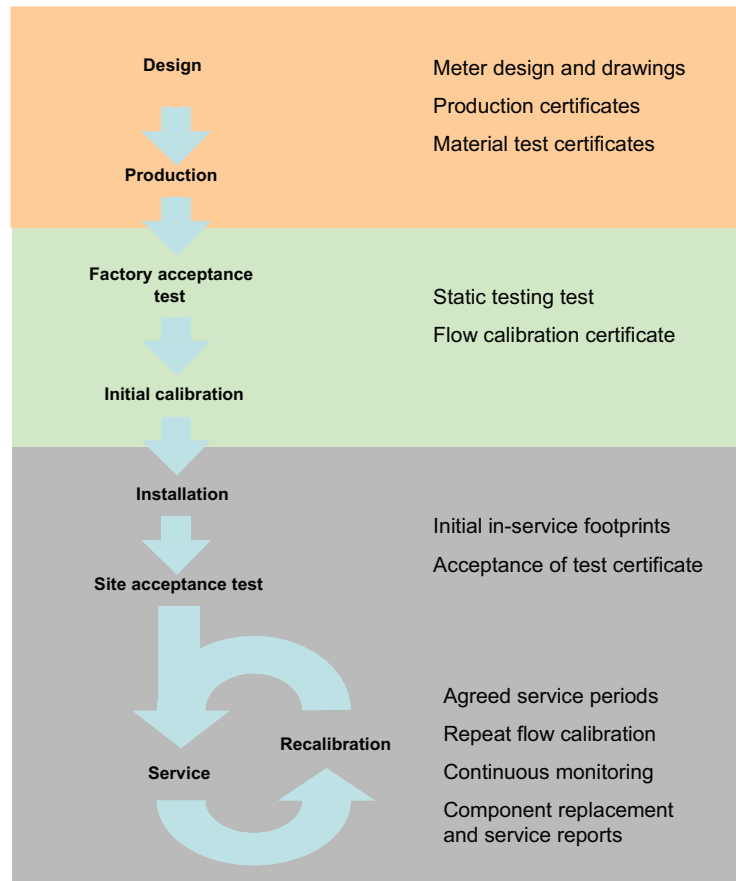 Design
Meter design and drawings
Production certificates
Material test certificates
Production
Factory acceptance
test
Static testing test
Flow calibration certificate
Initial calibration
Installation
Initial in-service footprints
Acceptance of test certificate
Site acceptance test
Agreed service periods
Repeat flow calibration
Recalibration
Continuous monitoring
Service
Component replacement
and service reports